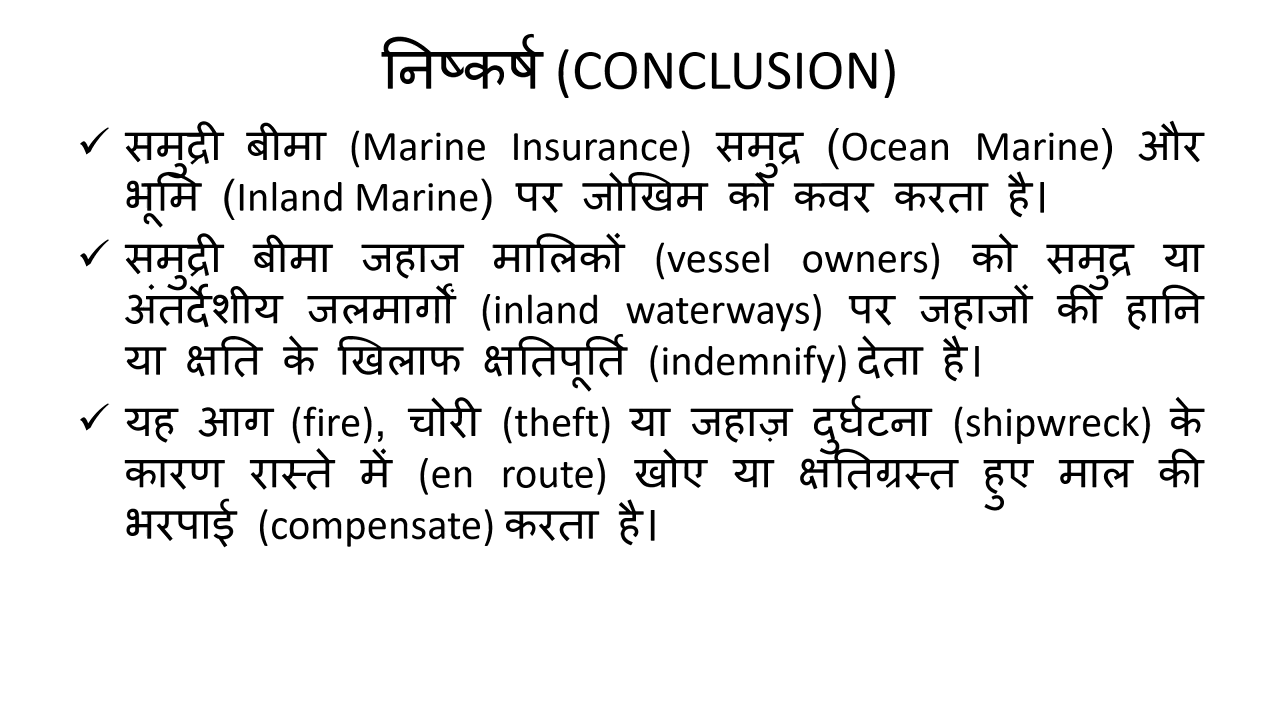 निष्कर्ष (CONCLUSION)
✓ समुद्री बीमा (Marine Insurance) समुद्र (Ocean Marine) और
भूमि (Inland Marine) पर जोखिम को कवर करता है।
✓ समुद्री बीमा जहाज मालिकों (vessel owners) को समुद्र या
अंतर्देशीय जलमार्गों (inland waterways) पर जहाजों की हानि
या क्षति के खिलाफ क्षतिपूर्ति (indemnify) देता है।
✓ यह आग (fire), चोरी (theft) या जहाज़ दुर्घटना (shipwreck) के
कारण रास्ते में (en route) खोए या क्षतिग्रस्त हुए माल की
भरपाई (compensate) करता है।